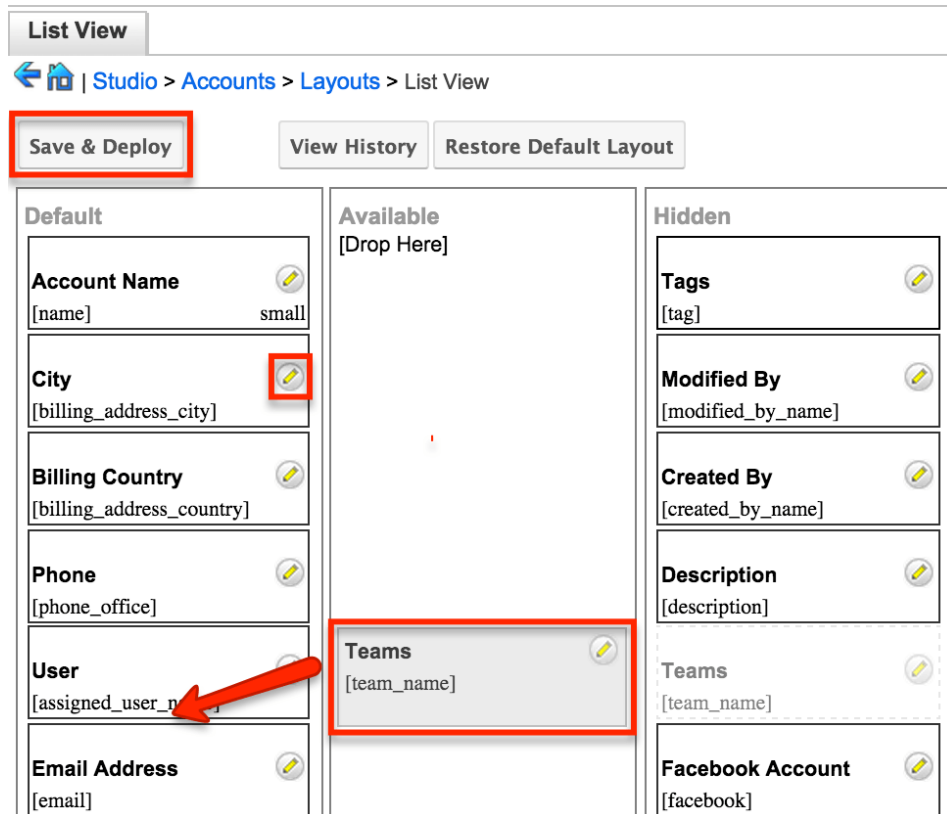 List View
| Studio > Accounts > Layouts > List View
Save & Deploy
View History
Restore Default Layout
Default
Account Name
[name] small
City
[billing_address_city]
Billing Country
[billing_address_country]
Phone
[phone_office]
User
Email Address
[email]
Available
[Drop Here]
Teams
[team_name]
Hidden
Tags
[tag]
Modified By
[modified_by_name]
Created By
[created_by_name]
Description
[description]
Teams
[team_name]
Facebook Account
[facebook]